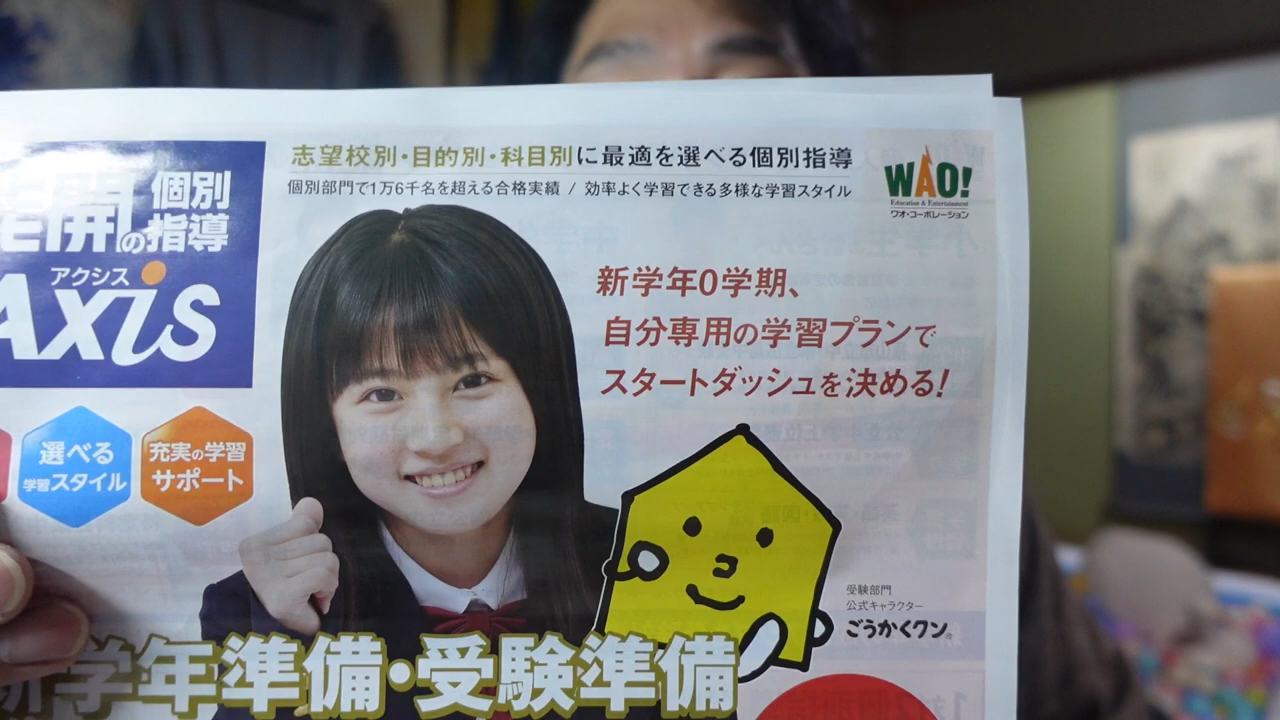 志望校別・目的別・科目別に最適を選べる個別指導
個別部門で1万6千名を超える合格実績 / 効率よく学習できる多様な学習スタイル
WAO!
Education & Entertainment
ワオ・コーポレーション
開の
個別
指導
アクシス
Axis
新学年0学期、
自分専用の学習プランで
スタートダッシュを決める!
選べる
学習スタイル
充実の学習
サポート
受験部門
公式キャラクター
ごうかくクン®
新学年準備・受験準備